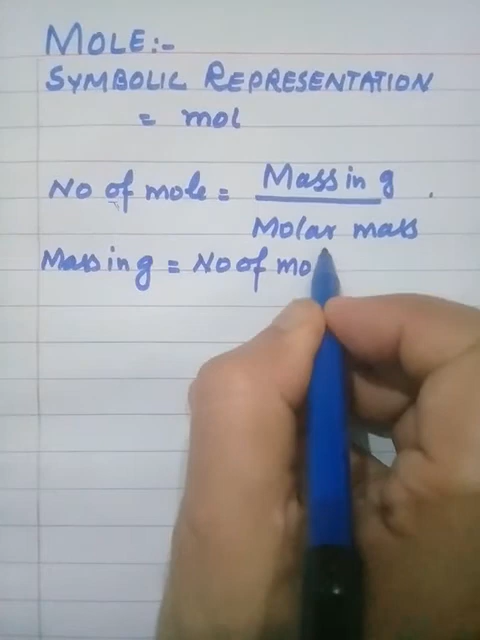 MOLE:-
SYMBOLIC REPRESENTATION
= mol
No of mole = Mass in g .
Molar mass
Mass in g = No of mo